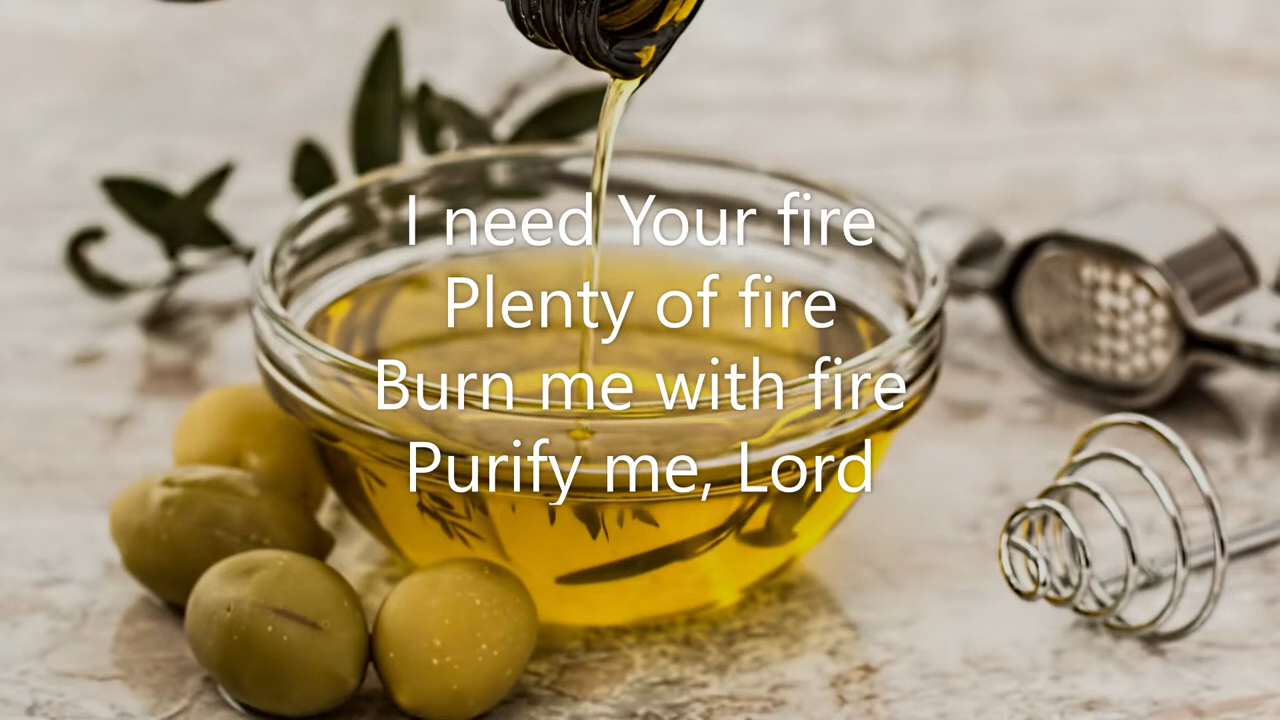 I need Your fire
Plenty of fire
Burn me with fire
Purify me, Lord